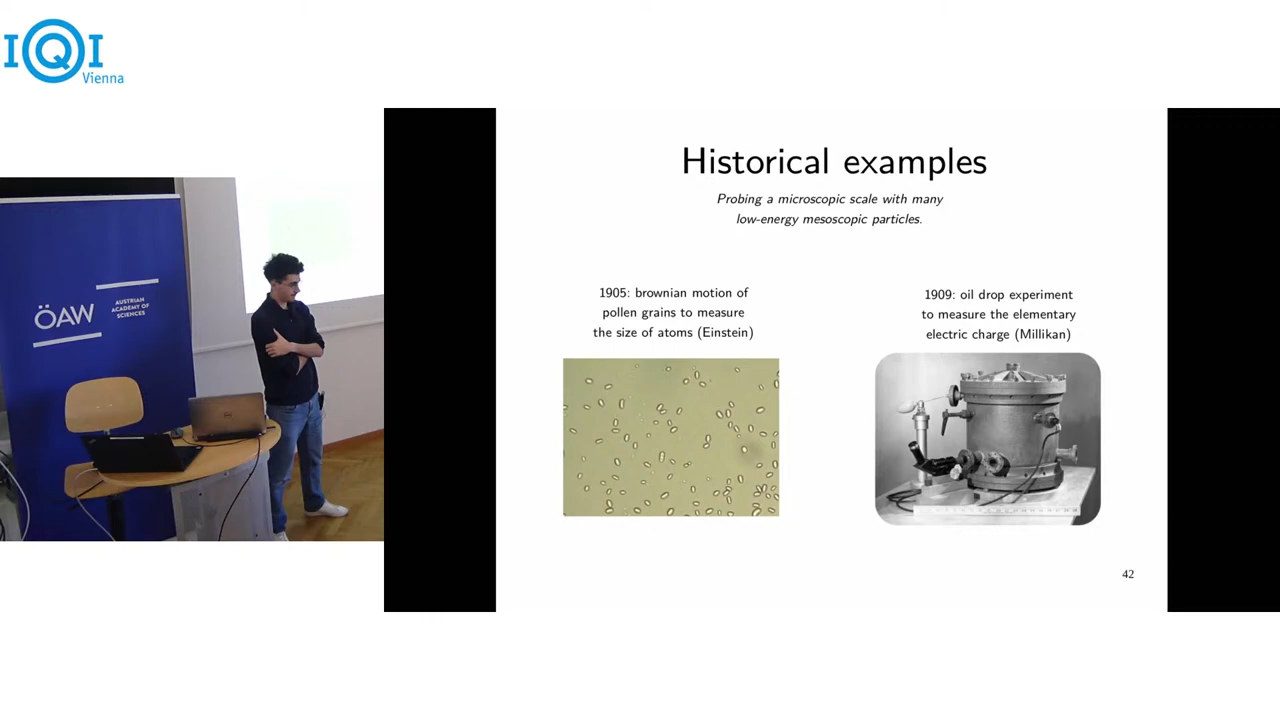 IQI
Vienna
ÖAW
AUSTRIAN
ACADEMY OF
SCIENCES
Historical examples
Probing a microscopic scale with many
low-energy mesoscopic particles.
1905: brownian motion of
pollen grains to measure
the size of atoms (Einstein)
1909: oil drop experiment
to measure the elementary
electric charge (Millikan)
42